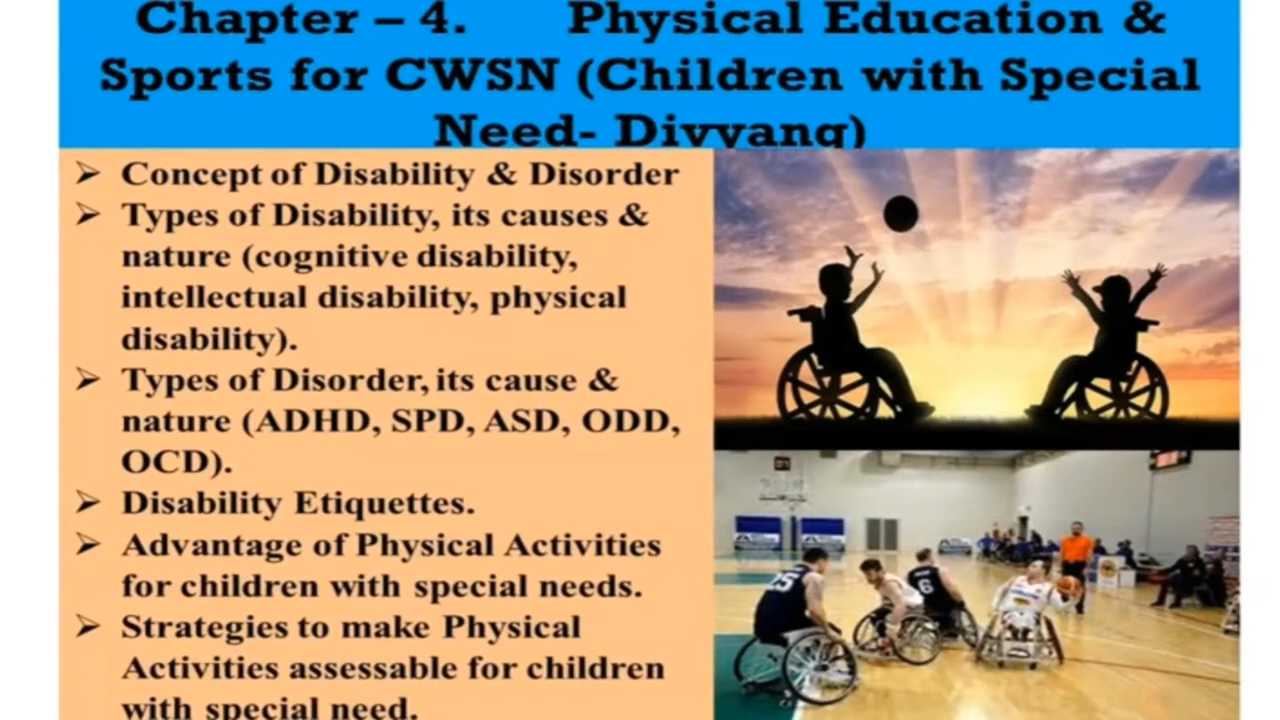 Chapter – 4. Physical Education &
Sports for CWSN (Children with Special
Need- Divyang)
➢ Concept of Disability & Disorder
➢ Types of Disability, its causes &
nature (cognitive disability,
intellectual disability, physical
disability).
➢ Types of Disorder, its cause &
nature (ADHD, SPD, ASD, ODD,
OCD).
➢ Disability Etiquettes.
➢ Advantage of Physical Activities
for children with special needs.
➢ Strategies to make Physical
Activities assessable for children
with special need.
25
6